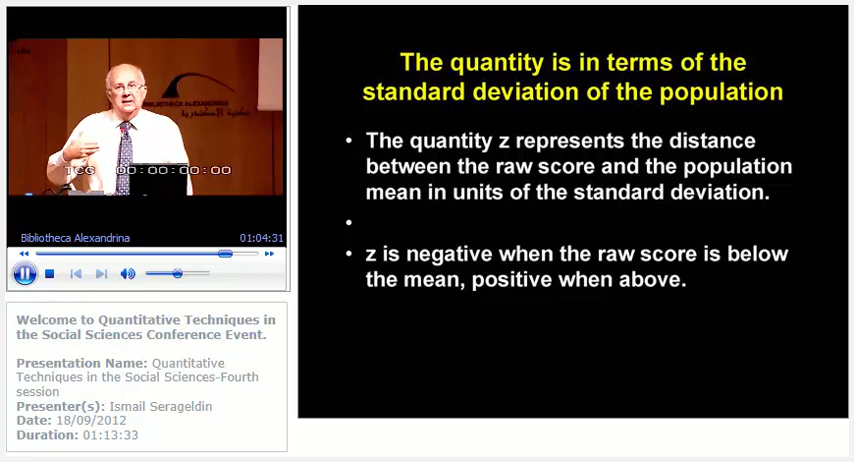 BIBLIOTHECA ALEXANDRINA
مكتبة الإسكندرية
TCG 00:00:00:00
Bibliotheca Alexandrina 01:04:31
Welcome to Quantitative Techniques in
the Social Sciences Conference Event.
Presentation Name: Quantitative
Techniques in the Social Sciences-Fourth
session
Presenter(s): Ismail Serageldin
Date: 18/09/2012
Duration: 01:13:33
The quantity is in terms of the
standard deviation of the population
• The quantity z represents the distance
between the raw score and the population
mean in units of the standard deviation.
•
• z is negative when the raw score is below
the mean, positive when above.